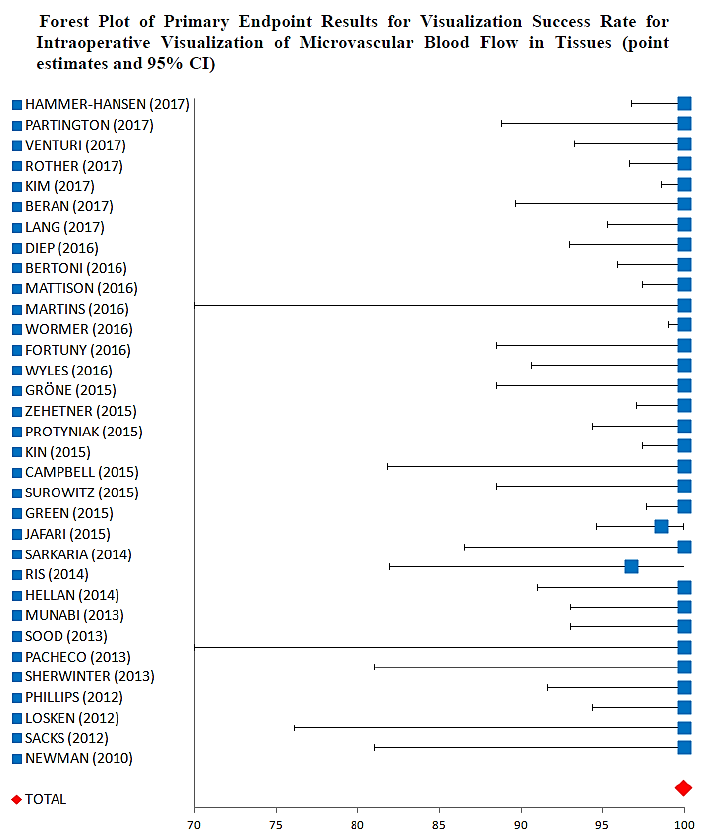 Forest Plot of Primary Endpoint Results for Visualization Success Rate for
Intraoperative Visualization of Microvascular Blood Flow in Tissues (point
estimates and 95% CI)
HAMMER-HANSEN (2017)
PARTINGTON (2017)
VENTURI (2017)
ROTHER (2017)
KIM (2017)
BERAN (2017)
LANG (2017)
DIEP (2016)
BERTONI (2016)
MATTISON (2016)
MARTINS (2016)
WORMER (2016)
FORTUNY (2016)
WYLES (2016)
GRÖNE (2015)
ZEHETNER (2015)
PROTYNIAK (2015)
KIN (2015)
CAMPBELL (2015)
SUROWITZ (2015)
GREEN (2015)
JAFARI (2015)
SARKARIA (2014)
RIS (2014)
HELLAN (2014)
MUNABI (2013)
SOOD (2013)
PACHECO (2013)
SHERWINTER (2013)
PHILLIPS (2012)
LOSKEN (2012)
SACKS (2012)
NEWMAN (2010)
TOTAL
70 75 80 85 90 95 100